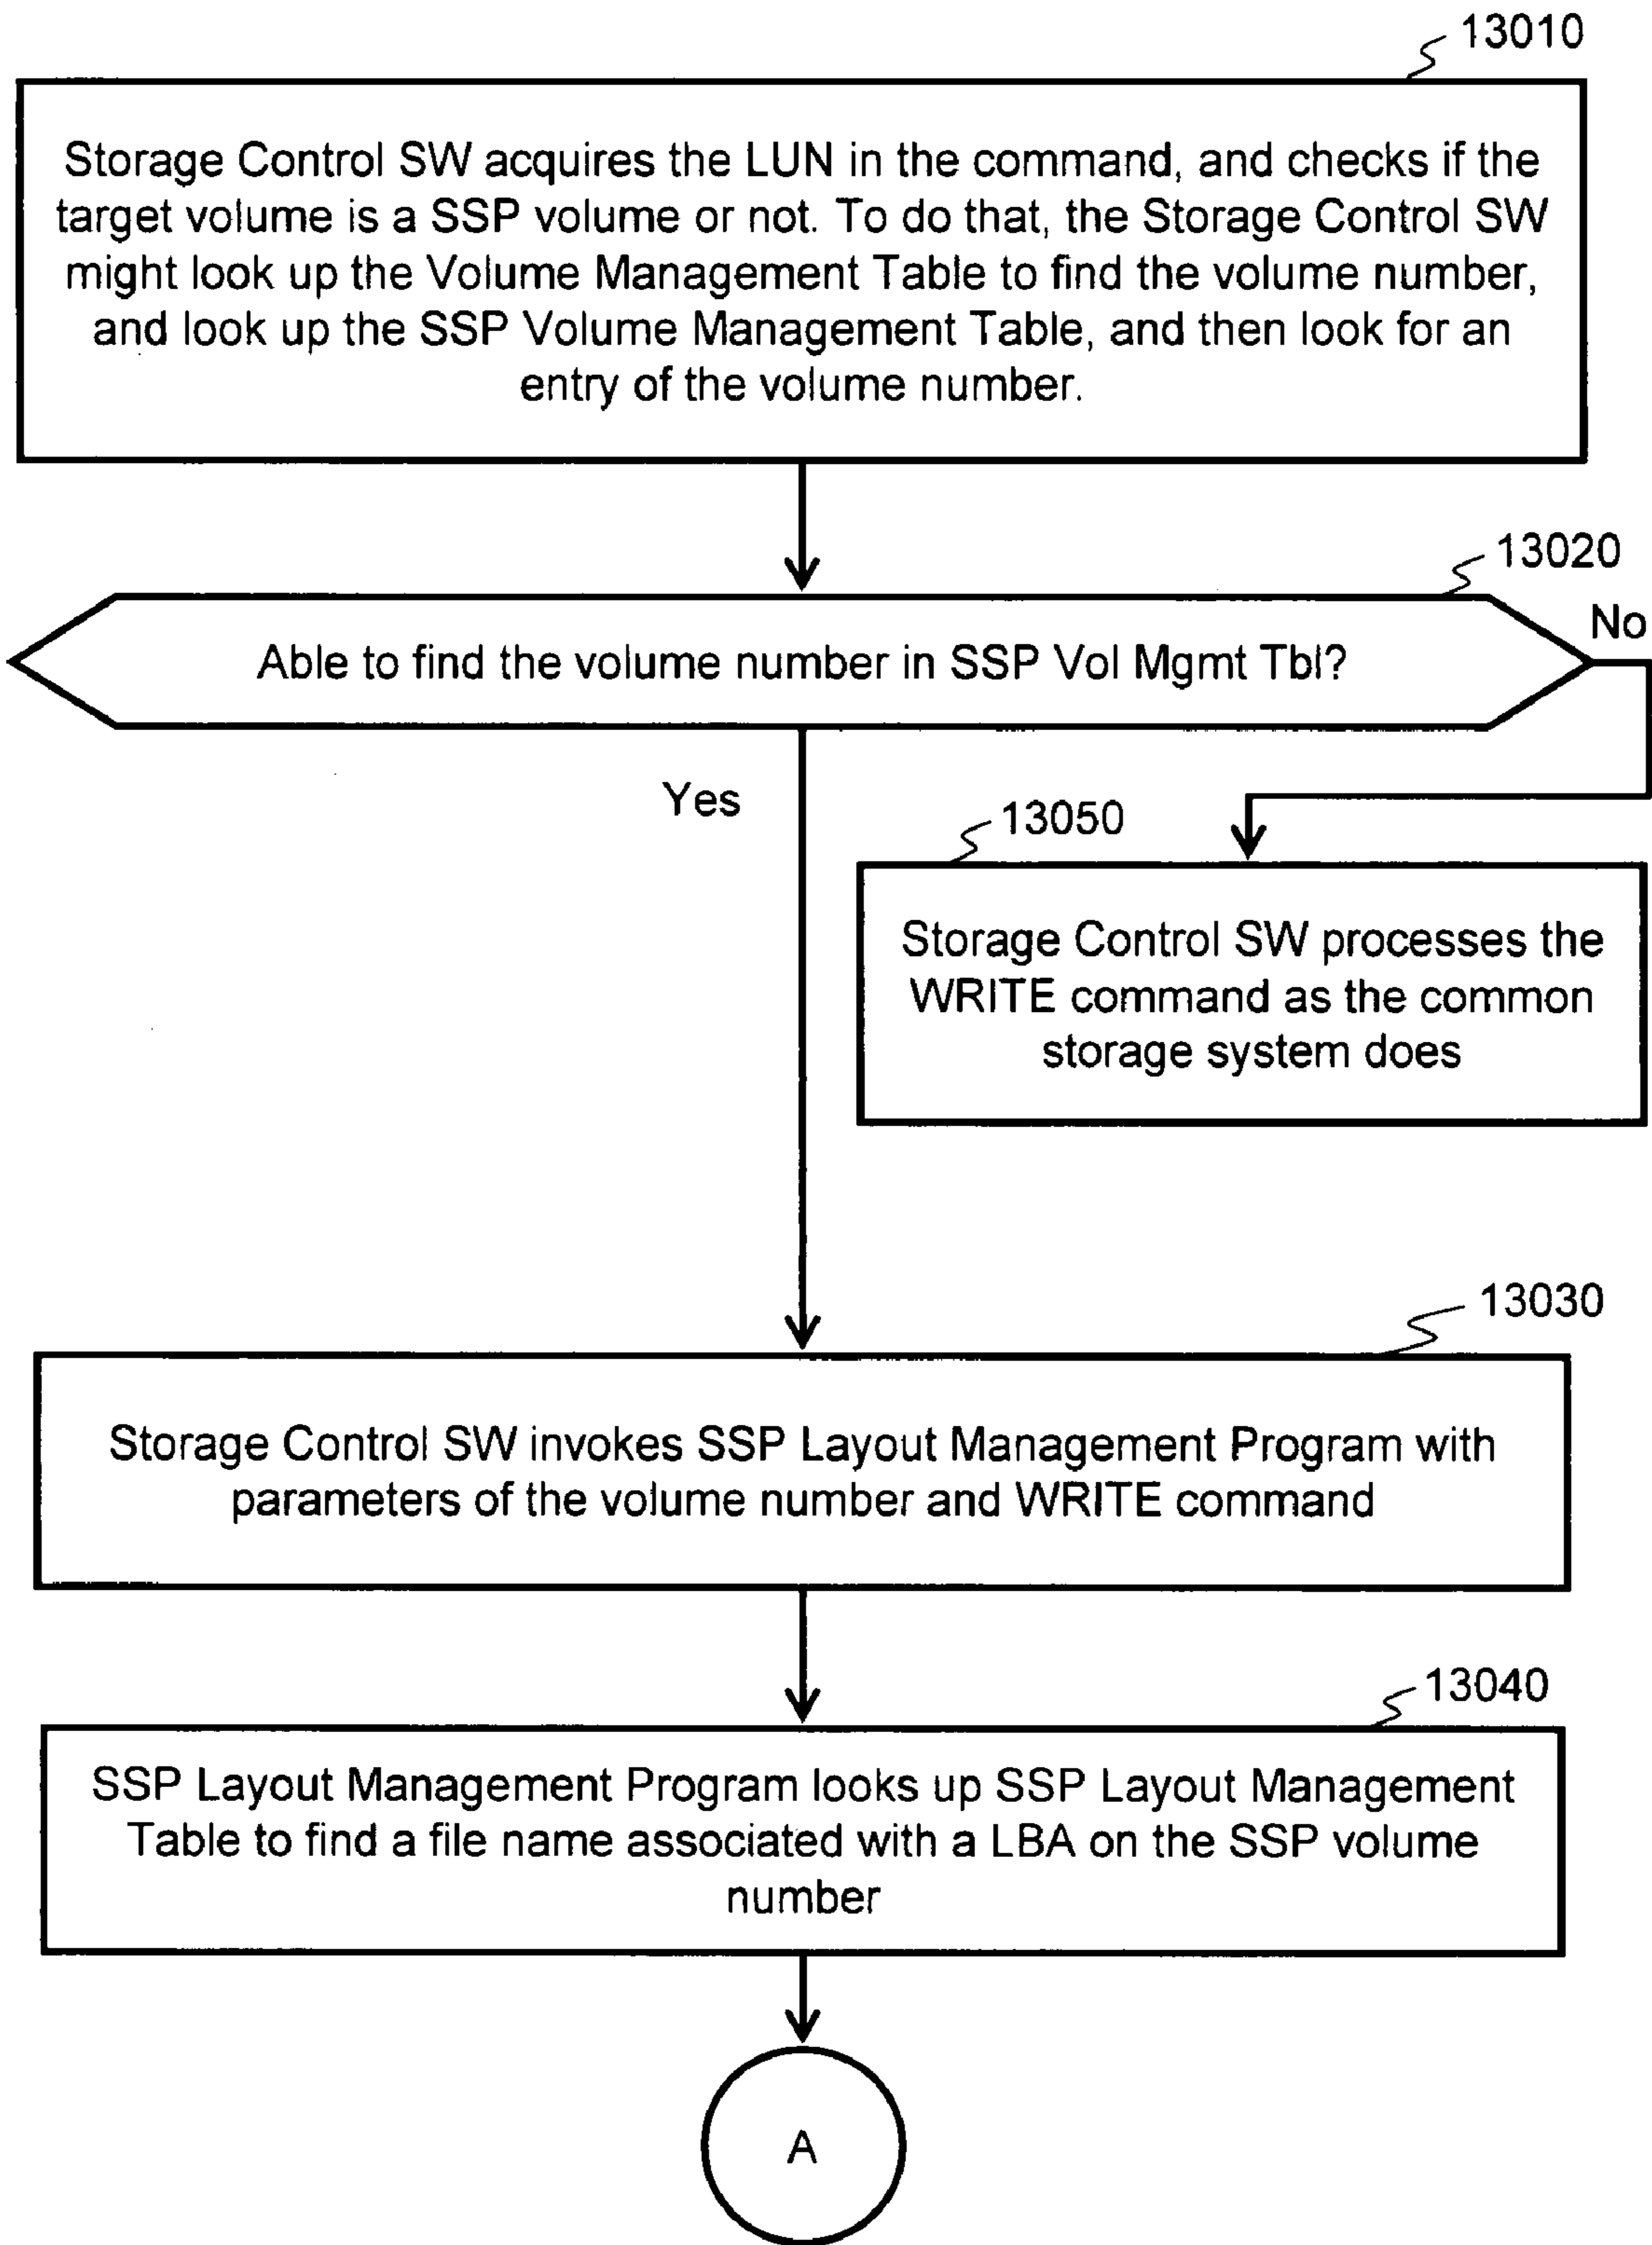 13010
Storage Control SW acquires the LUN in the command, and checks if the
target volume is a SSP volume or not. To do that, the Storage Control SW
might look up the Volume Management Table to find the volume number,
and look up the SSP Volume Management Table, and then look for an
entry of the volume number.
13020
No
Able to find the volume number in SSP Vol Mgmt Tbl?
Yes
13050
Storage Control SW processes the
WRITE command as the common
storage system does
13030
Storage Control SW invokes SSP Layout Management Program with
parameters of the volume number and WRITE command
13040
SSP Layout Management Program looks up SSP Layout Management
Table to find a file name associated with a LBA on the SSP volume
number
A